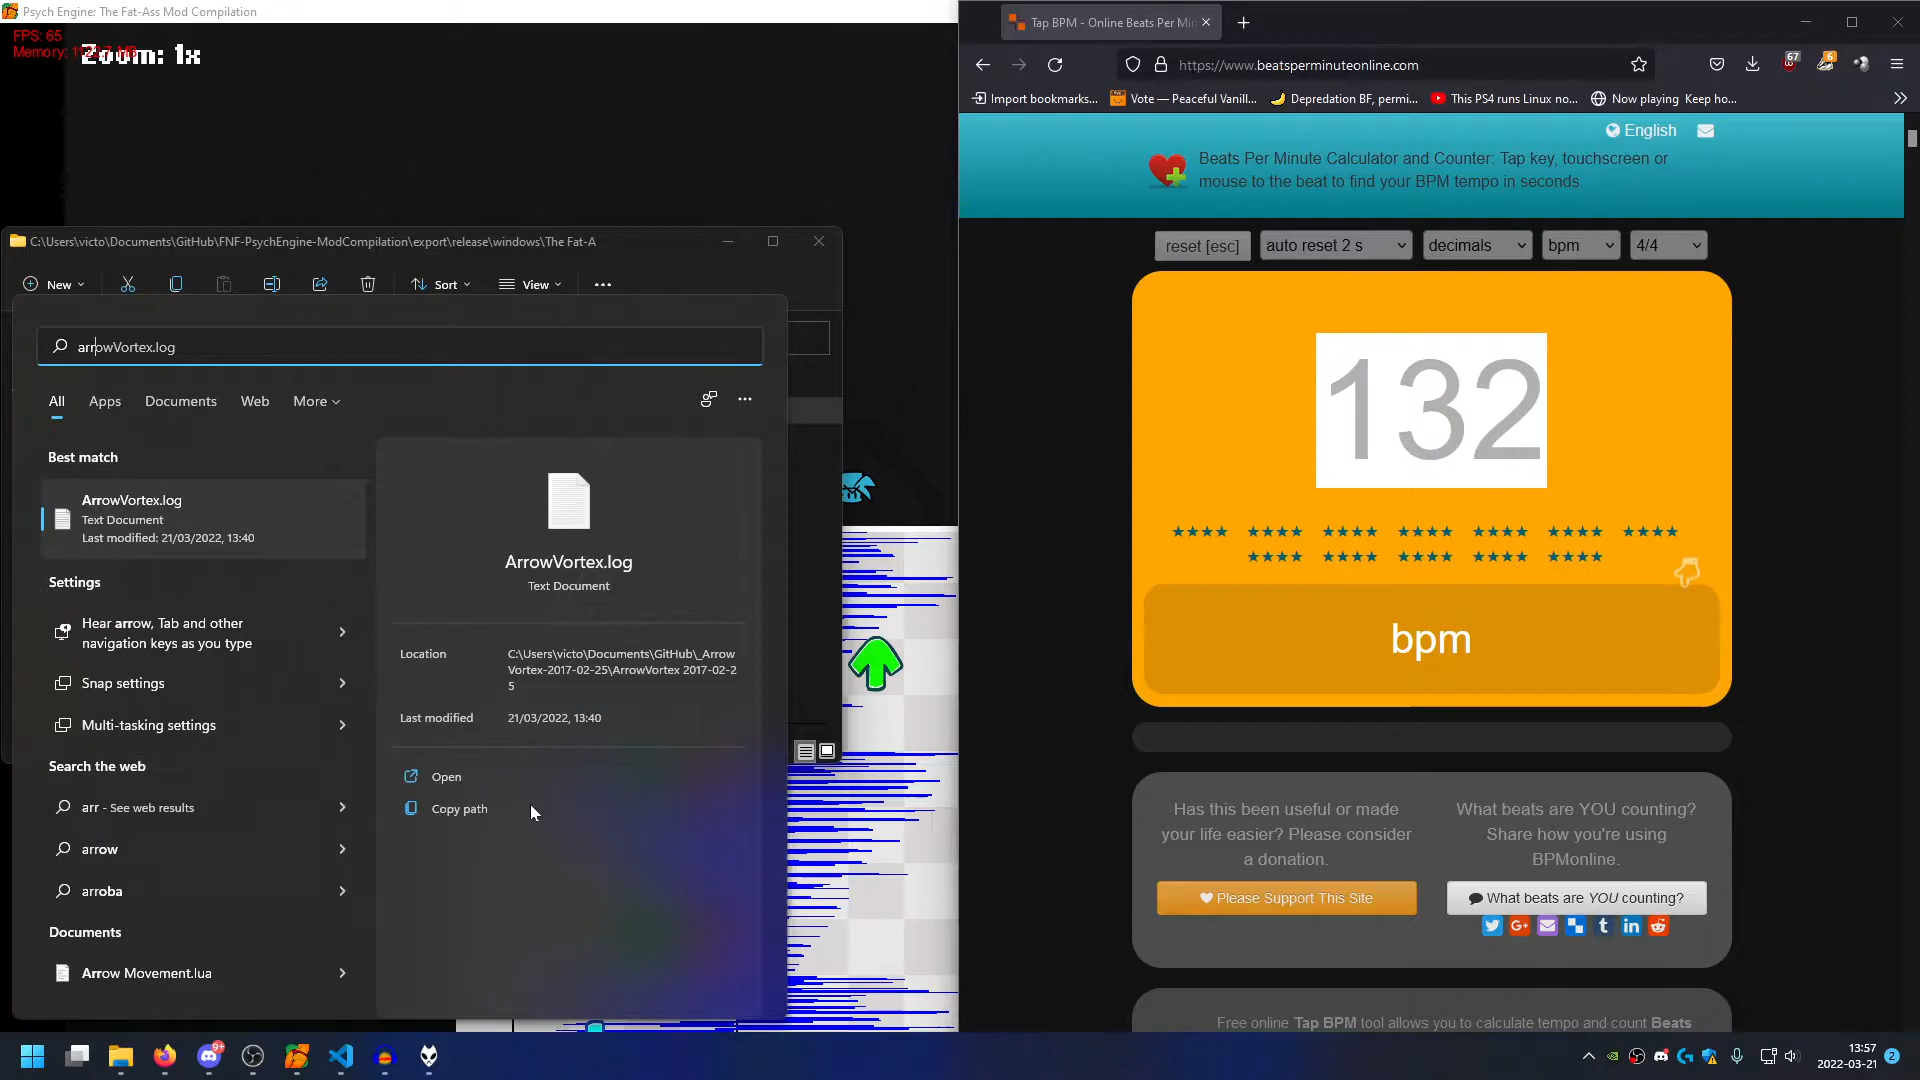 Psych Engine: The Fat-Ass Mod Compilation
FPS: 65
Zoom: 1x
C:\Users\victo\Documents\GitHub\FNF-PsychEngine-ModCompilation\export\release\windows\The Fat-A
New
Sort
View
arrowVortex.log
All
Apps
Documents
Web
More
Best match
ArrowVortex.log
Text Document
Last modified: 21/03/2022, 13:40
Settings
Hear arrow, Tab and other
navigation keys as you type
Snap settings
Multi-tasking settings
Search the web
arr - See web results
arrow
arroba
Documents
Arrow Movement.lua
ArrowVortex.log
Text Document
Location
C:\Users\victo\Documents\GitHub\_Arrow
Vortex-2017-02-25\ArrowVortex 2017-02-2
5
Last modified
21/03/2022, 13:40
Open
Copy path
Tap BPM - Online Beats Per Min
https://www.beatsperminuteonline.com
67
6
Import bookmarks...
Vote — Peaceful Vanill...
Depredation BF, permi...
This PS4 runs Linux no...
Now playing Keep ho...
English
Beats Per Minute Calculator and Counter: Tap key, touchscreen or
mouse to the beat to find your BPM tempo in seconds.
reset [esc]
auto reset 2 s
decimals
bpm
4/4
132
bpm
Has this been useful or made
your life easier? Please consider
a donation.
Please Support This Site
What beats are YOU counting?
Share how you're using
BPMonline.
What beats are YOU counting?
Free online Tap BPM tool allows you to calculate tempo and count Beats
9+
13:57
2022-03-21
2